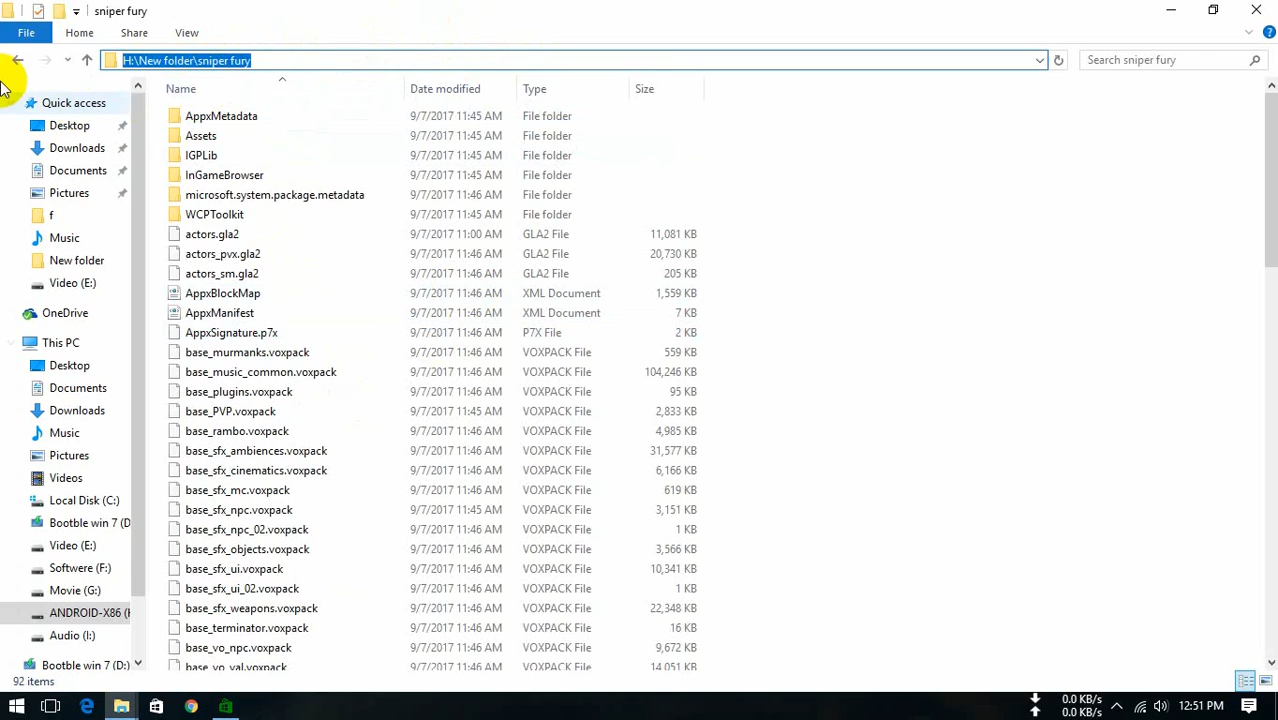 sniper fury
File Home Share View
H:\New folder\sniper fury
Search sniper fury
Name Date modified Type Size
Quick access
Desktop
Downloads
Documents
Pictures
f
Music
New folder
Video (E:)
OneDrive
This PC
Desktop
Documents
Downloads
Music
Pictures
Videos
Local Disk (C:)
Bootble win 7 (D
Video (E:)
Softwere (F:)
Movie (G:)
ANDROID-X86 (H
Audio (I:)
Bootble win 7 (D:)
AppxMetadata 9/7/2017 11:45 AM File folder
Assets 9/7/2017 11:45 AM File folder
IGPLib 9/7/2017 11:45 AM File folder
InGameBrowser 9/7/2017 11:45 AM File folder
microsoft.system.package.metadata 9/7/2017 11:46 AM File folder
WCPToolkit 9/7/2017 11:46 AM File folder
actors.gla2 9/7/2017 11:00 AM GLA2 File 11,081 KB
actors_pvx.gla2 9/7/2017 11:46 AM GLA2 File 20,730 KB
actors_sm.gla2 9/7/2017 11:46 AM GLA2 File 205 KB
AppxBlockMap 9/7/2017 11:46 AM XML Document 1,559 KB
AppxManifest 9/7/2017 11:46 AM XML Document 7 KB
AppxSignature.p7x 9/7/2017 11:46 AM P7X File 2 KB
base_murmanks.voxpack 9/7/2017 11:46 AM VOXPACK File 559 KB
base_music_common.voxpack 9/7/2017 11:46 AM VOXPACK File 104,246 KB
base_plugins.voxpack 9/7/2017 11:45 AM VOXPACK File 95 KB
base_PVP.voxpack 9/7/2017 11:45 AM VOXPACK File 2,833 KB
base_rambo.voxpack 9/7/2017 11:46 AM VOXPACK File 4,985 KB
base_sfx_ambiences.voxpack 9/7/2017 11:46 AM VOXPACK File 31,577 KB
base_sfx_cinematics.voxpack 9/7/2017 11:46 AM VOXPACK File 6,166 KB
base_sfx_mc.voxpack 9/7/2017 11:46 AM VOXPACK File 619 KB
base_sfx_npc.voxpack 9/7/2017 11:45 AM VOXPACK File 3,151 KB
base_sfx_npc_02.voxpack 9/7/2017 11:46 AM VOXPACK File 1 KB
base_sfx_objects.voxpack 9/7/2017 11:46 AM VOXPACK File 3,566 KB
base_sfx_ui.voxpack 9/7/2017 11:46 AM VOXPACK File 10,341 KB
base_sfx_ui_02.voxpack 9/7/2017 11:46 AM VOXPACK File 1 KB
base_sfx_weapons.voxpack 9/7/2017 11:46 AM VOXPACK File 22,348 KB
base_terminator.voxpack 9/7/2017 11:46 AM VOXPACK File 16 KB
base_vo_npc.voxpack 9/7/2017 11:45 AM VOXPACK File 9,672 KB
base_vo_val.voxpack 9/7/2017 11:45 AM VOXPACK File 14,051 KB
92 items
0.0 KB/s
0.0 KB/s
12:51 PM